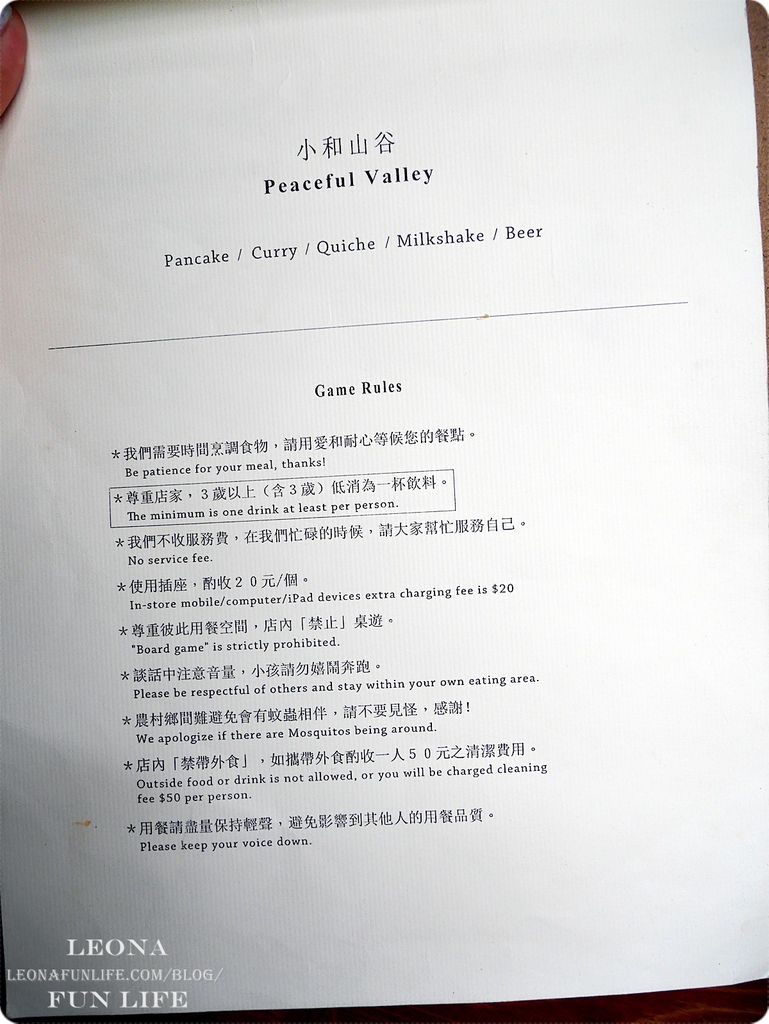 小和山谷
Peaceful Valley
Pancake / Curry / Quiche / Milkshake / Beer
Game Rules
*我們需要時間烹調食物，請用愛和耐心等候您的餐點。
Be patience for your meal, thanks!
*尊重店家，3歲以上（含3歲）低消為一杯飲料。
The minimum is one drink at least per person.
*我們不收服務費，在我們忙碌的時候，請大家幫忙服務自己。
No service fee.
*使用插座，酌收20元/個。
In-store mobile/computer/iPad devices extra charging fee is $20
*尊重彼此用餐空間，店內「禁止」桌遊。
"Board game" is strictly prohibited.
*談話中注意音量，小孩請勿嬉鬧奔跑。
Please be respectful of others and stay within your own eating area.
*農村鄉間難避免會有蚊蟲相伴，請不要見怪，感謝!
We apologize if there are Mosquitos being around.
*店內「禁帶外食」，如攜帶外食酌收一人50元之清潔費用。
Outside food or drink is not allowed, or you will be charged cleaning
fee $50 per person.
*用餐請盡量保持輕聲，避免影響到其他人的用餐品質。
Please keep your voice down.
LEONA
LEONAFUNLIFE.COM/BLOG/
FUN LIFE